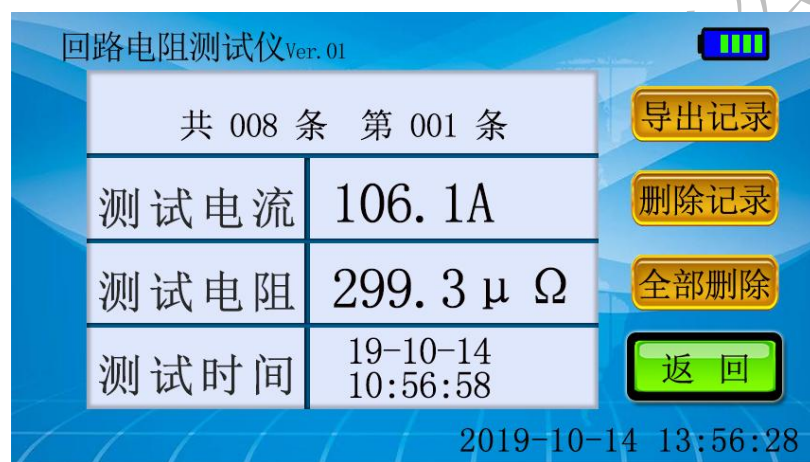 回路电阻测试仪Ver.01
共 008 条 第 001 条
导出记录
测试电流 106.1A
删除记录
测试电阻 299.3μΩ
全部删除
测试时间 19-10-14
10:56:58
返回
2019-10-14 13:56:28